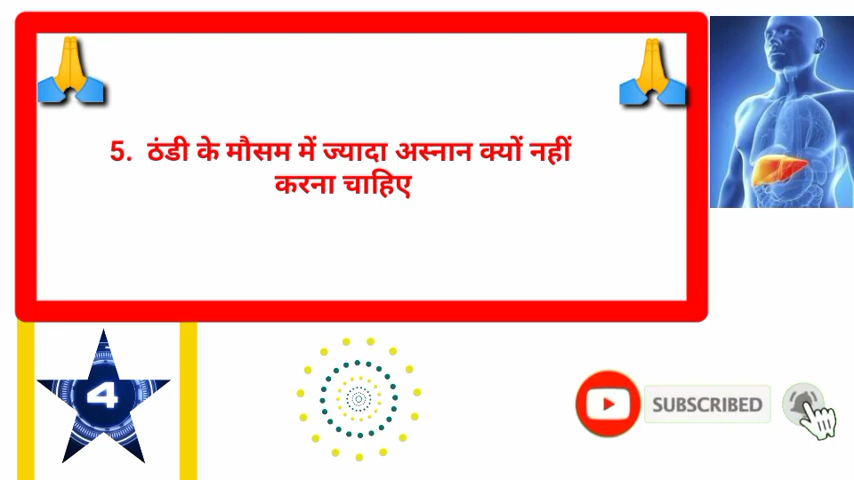 5. ठंडी के मौसम में ज्यादा अस्नान क्यों नहीं
करना चाहिए
4
SUBSCRIBED